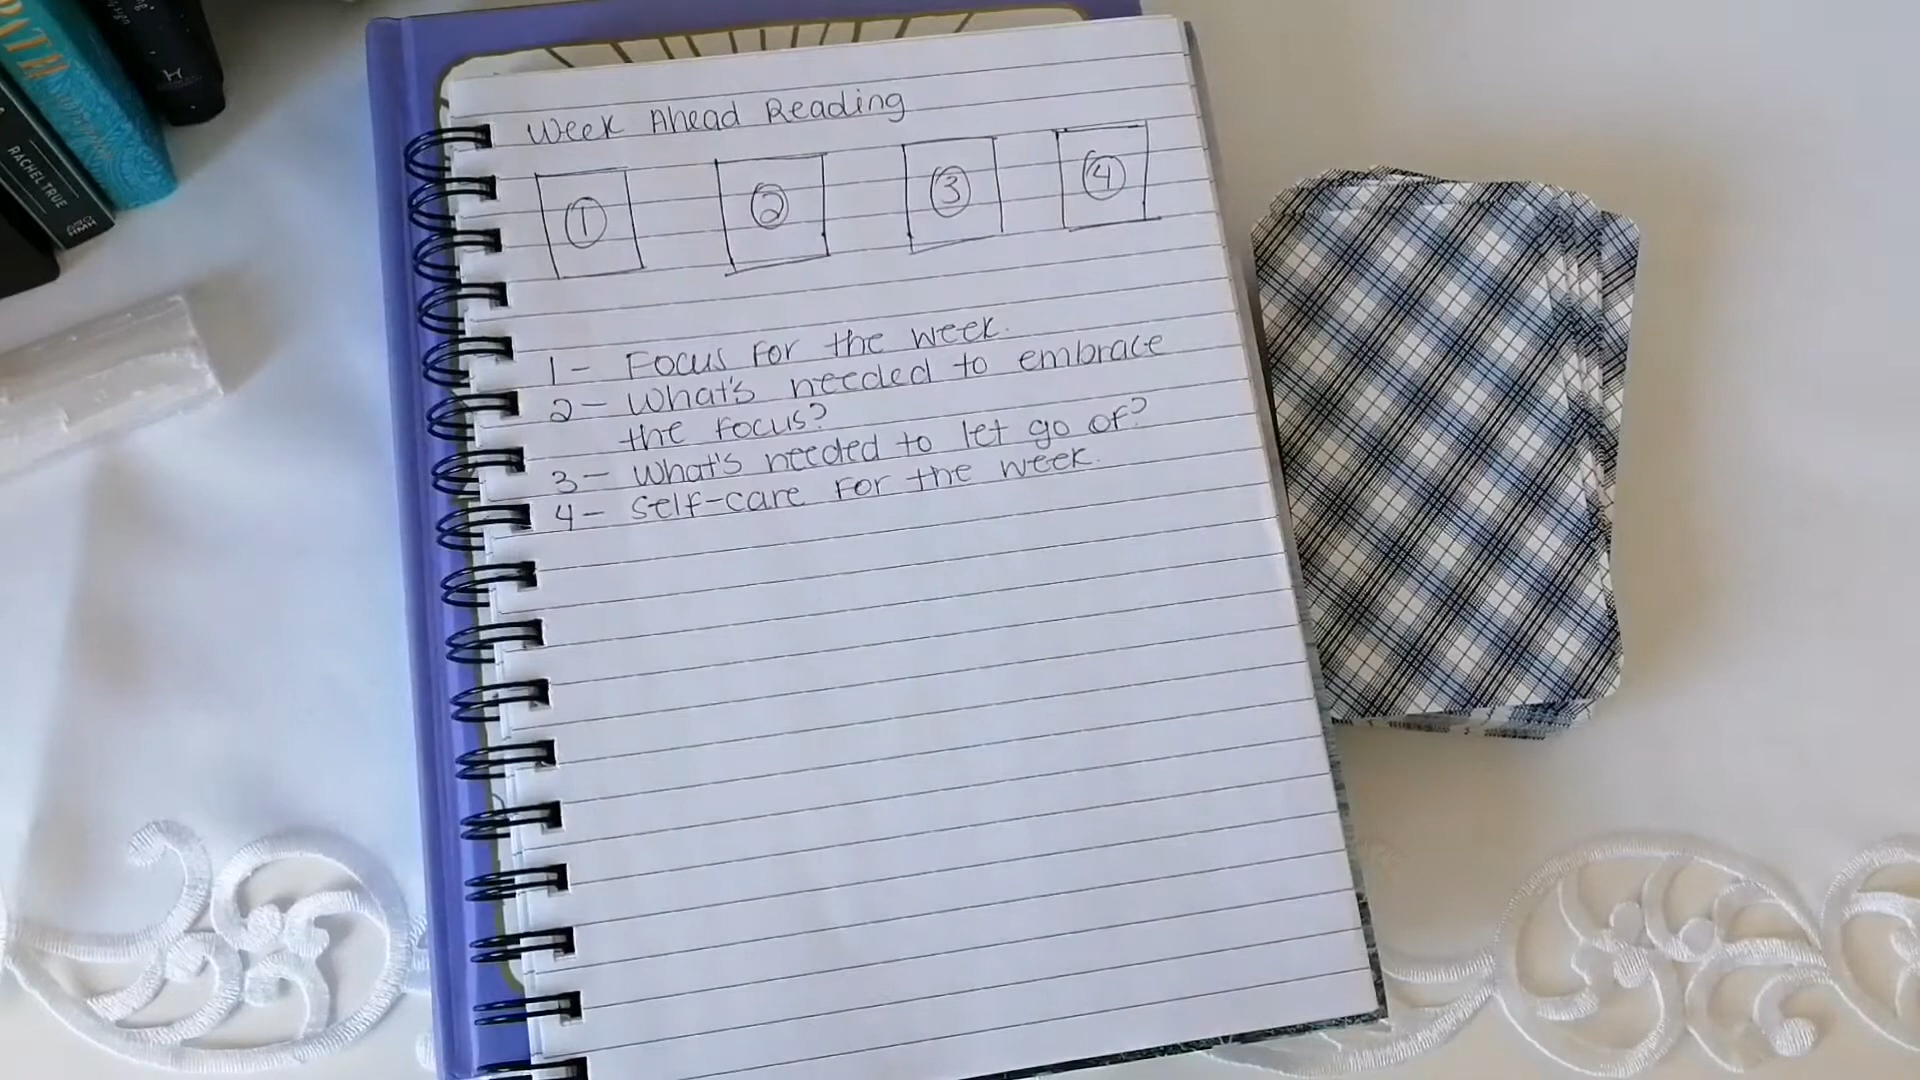 PATH
RACHEL TRUE
Week Ahead Reading
1 2 3 4
1- Focus for the week.
2- What's needed to embrace
the focus?
3- What's needed to let go of?
4- Self-care for the week.